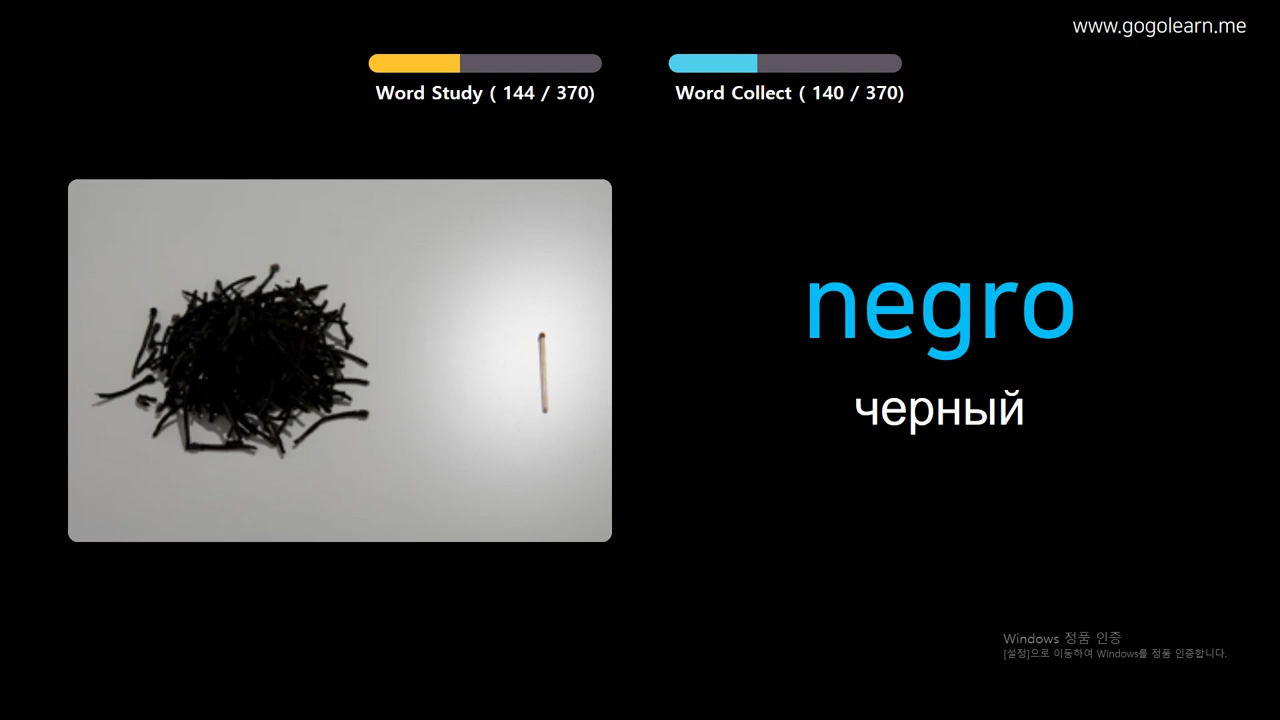 www.gogolearn.me
Word Study ( 144 / 370)
Word Collect ( 140 / 370)
negro
черный
Windows 정품 인증
[설정]으로 이동하여 Windows를 정품 인증합니다.